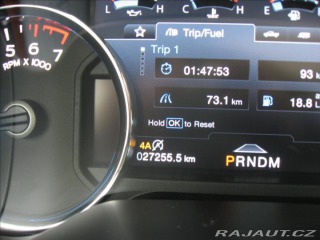 Trip/Fuel
Trip 1
5 6 7
RPM X 1000
01:47:53
93 k
73.1 km
18.8 L
Hold OK to Reset
4A
027255.5 km
PRNDM
RAJAUT.CZ